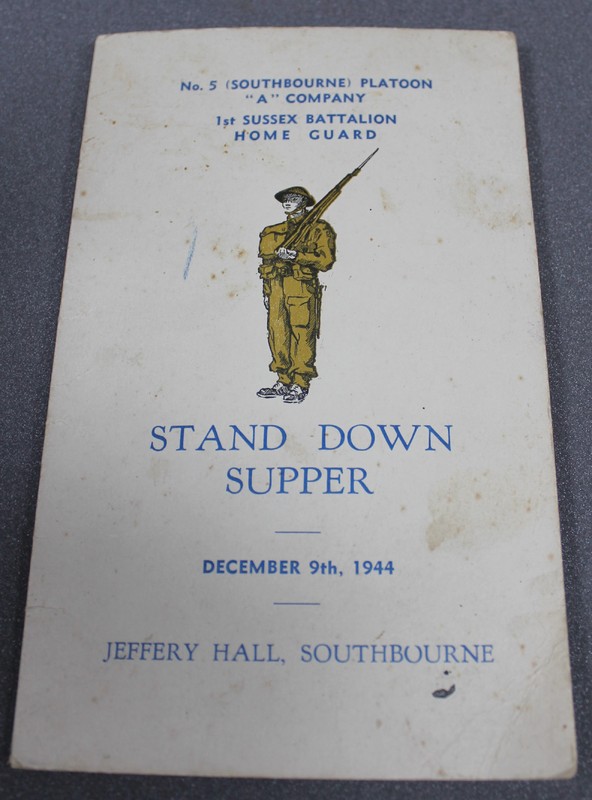 No. 5 (SOUTHBOURNE) PLATOON
"A" COMPANY
1st SUSSEX BATTALION
HOME GUARD
STAND DOWN
SUPPER
DECEMBER 9th, 1944
JEFFERY HALL, SOUTHBOURNE